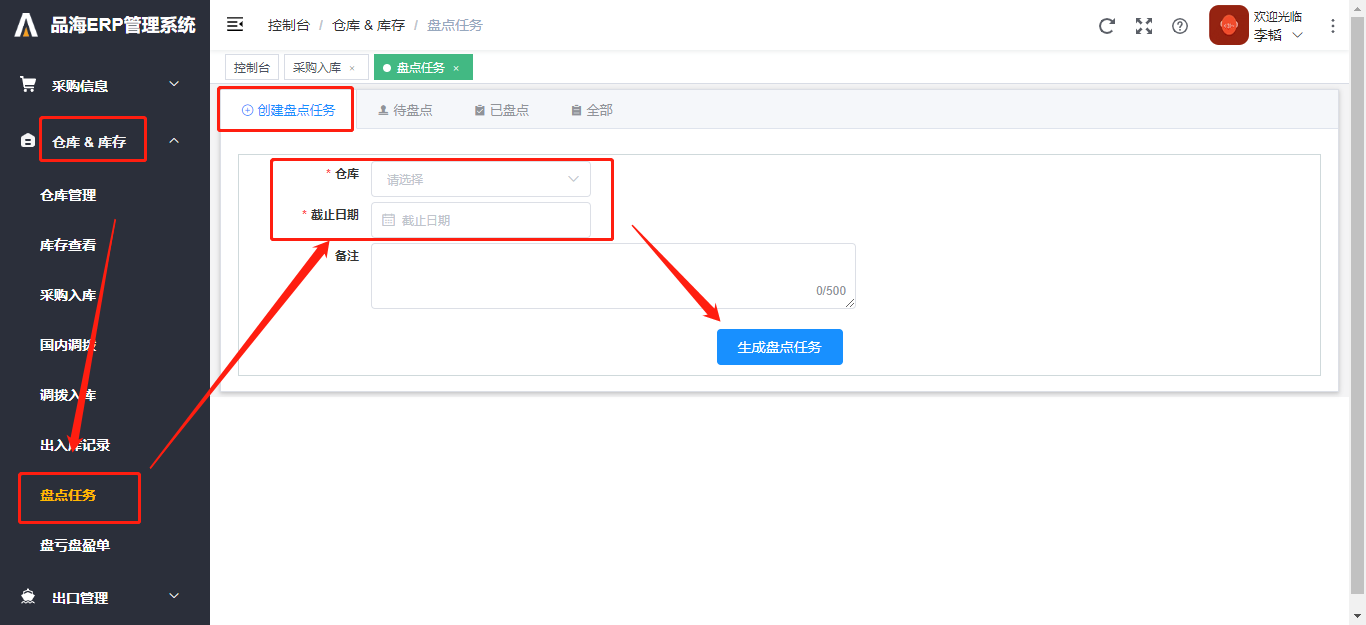 品海ERP管理系统
采购信息
仓库 & 库存
仓库管理
库存查看
采购入库
国内调拨
调拨入库
出入库记录
盘点任务
盘亏盘盈单
出口管理
控制台 / 仓库 & 库存 / 盘点任务
欢迎光临
李韬
控制台 采购入库 × 盘点任务 ×
创建盘点任务 待盘点 已盘点 全部
* 仓库 请选择
* 截止日期 截止日期
备注
0/500
生成盘点任务